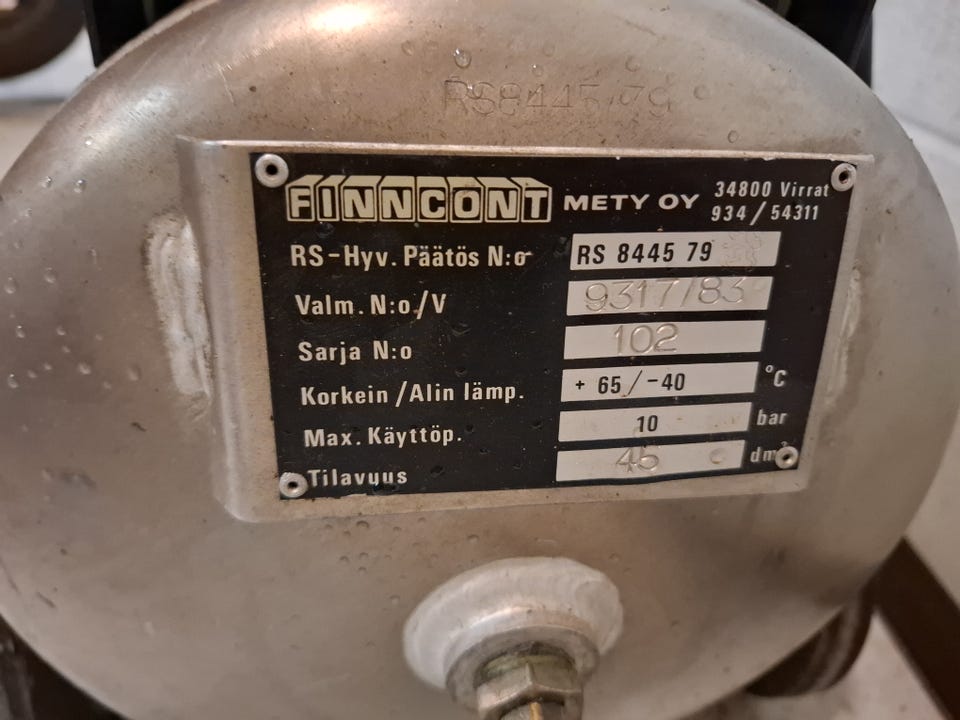 RS8445/79
FINNCONT METY OY 34800 Virrat
934/54311
RS-Hyv. Päätös N:o RS 8445 79
Valm. N:o/V 9317/83
Sarja N:o 102
Korkein/Alin lämp. + 65/-40 °C
Max. Käyttöp. 10 bar
Tilavuus 45 dm³